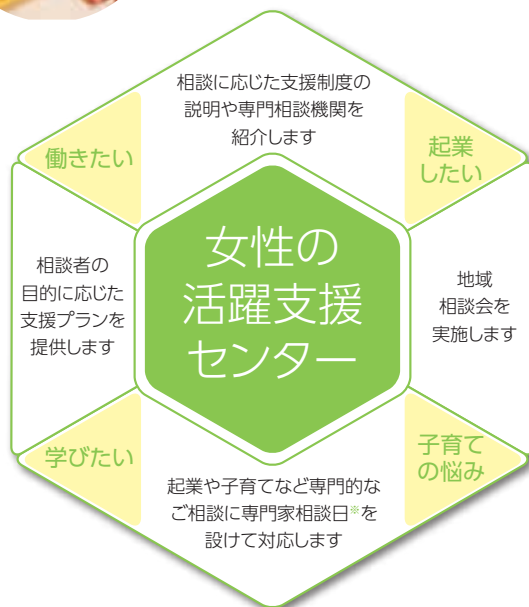 相談に応じた支援制度の
説明や専門相談機関を
紹介します
働きたい
起業
したい
女性の
活躍支援
センター
相談者の
目的に応じた
支援プランを
提供します
地域
相談会を
実施します
学びたい
子育て
の悩み
起業や子育てなど専門的な
ご相談に専門家相談日※を
設けて対応します